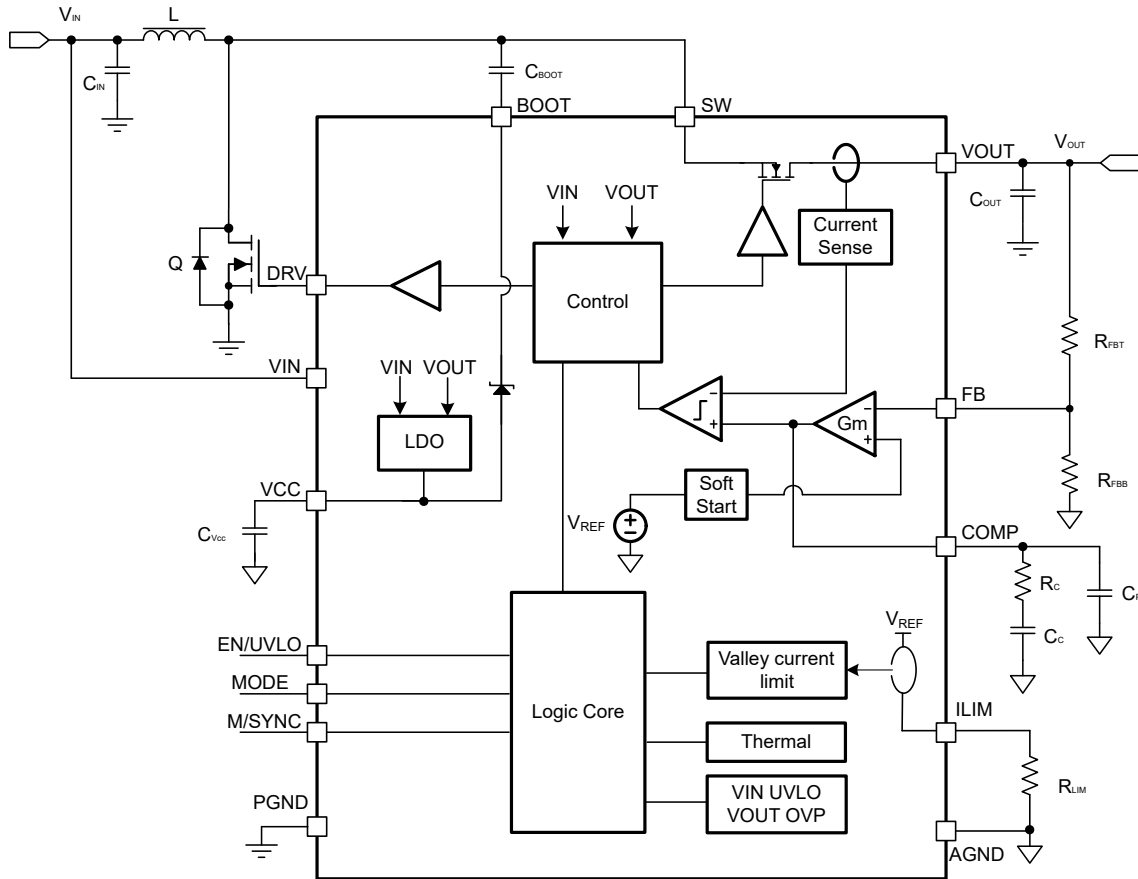 VIN
L
CIN
CBOOT
BOOT
SW
VOUT
VOUT
COUT
VIN
VOUT
Current
Sense
Q
DRV
Control
RFBT
VIN
VIN
VOUT
LDO
−
+
Gm
−
+
FB
VCC
Soft
Start
RFBB
CVcc
VREF
COMP
RC
CC
EN/UVLO
MODE
M/SYNC
Logic Core
Valley current
limit
VREF
ILIM
Thermal
RLIM
PGND
VIN UVLO
VOUT OVP
AGND